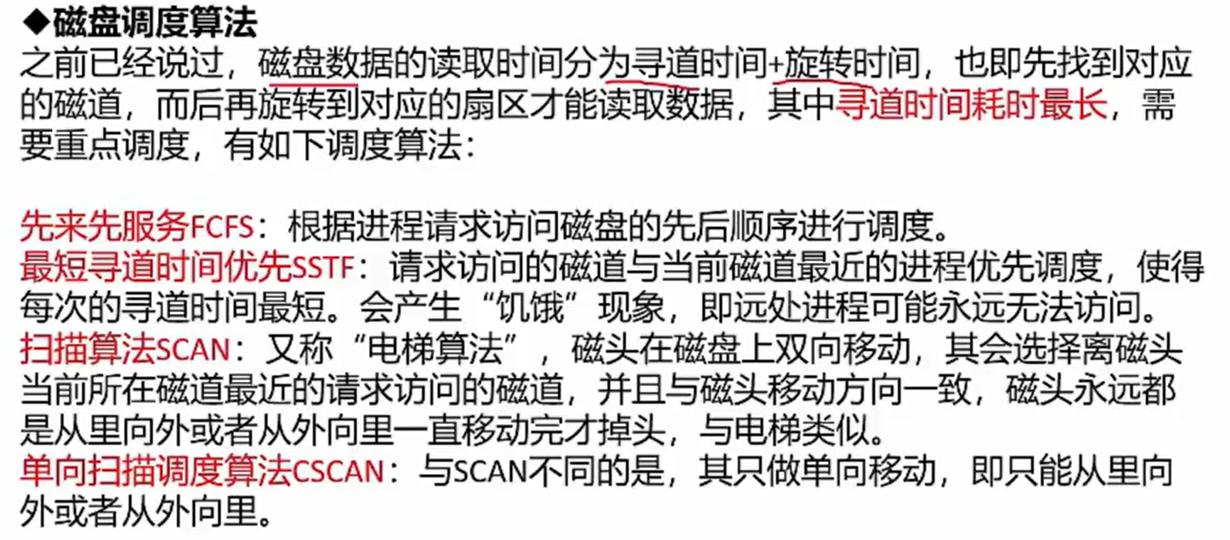 ◆磁盘调度算法
之前已经说过，磁盘数据的读取时间分为寻道时间+旋转时间，也即先找到对应
的磁道，而后再旋转到对应的扇区才能读取数据，其中寻道时间耗时最长，需
要重点调度，有如下调度算法：
先来先服务FCFS：根据进程请求访问磁盘的先后顺序进行调度。
最短寻道时间优先SSTF：请求访问的磁道与当前磁道最近的进程优先调度，使得
每次的寻道时间最短。会产生“饥饿”现象，即远处进程可能永远无法访问。
扫描算法SCAN：又称“电梯算法”，磁头在磁盘上双向移动，其会选择离磁头
当前所在磁道最近的请求访问的磁道，并且与磁头移动方向一致，磁头永远都
是从里向外或者从外向里一直移动完才掉头，与电梯类似。
单向扫描调度算法CSCAN：与SCAN不同的是，其只做单向移动，即只能从里向
外或者从外向里。